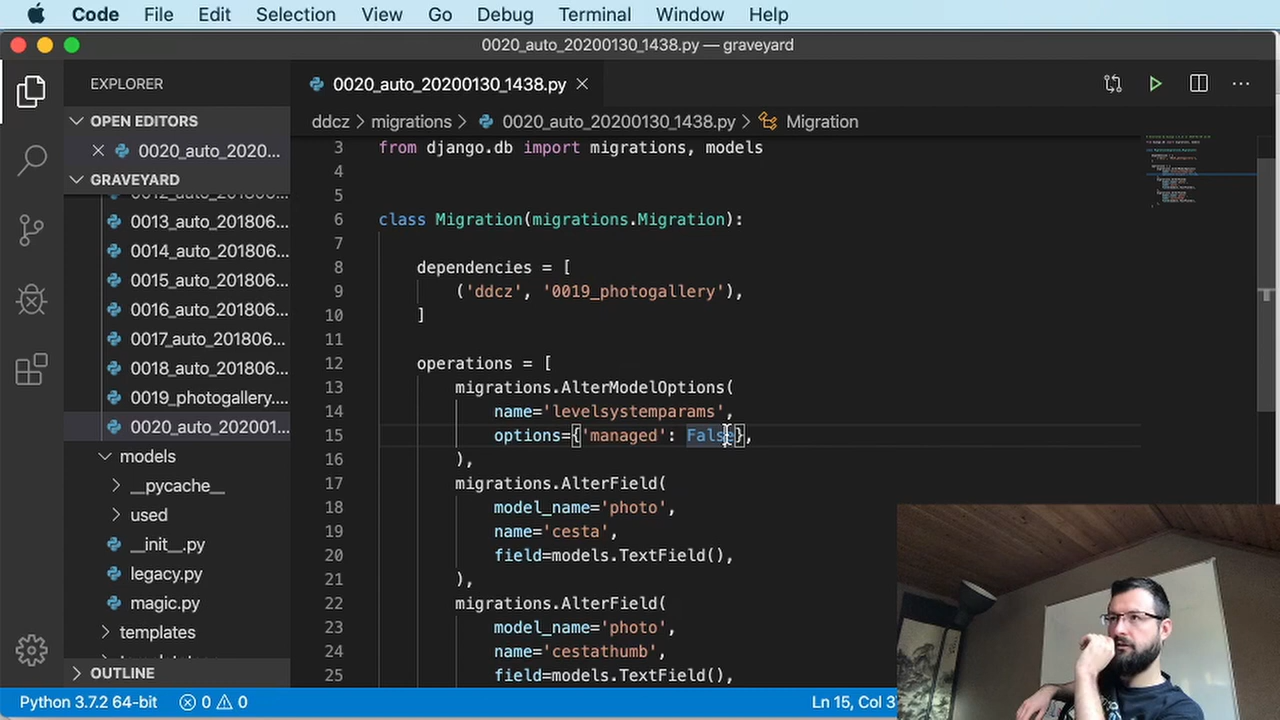 Code File Edit Selection View Go Debug Terminal Window Help
0020_auto_20200130_1438.py — graveyard
EXPLORER
OPEN EDITORS
0020_auto_2020...
GRAVEYARD
0013_auto_201806...
0014_auto_201806...
0015_auto_201806...
0016_auto_201806...
0017_auto_201806...
0018_auto_201806...
0019_photogallery....
0020_auto_202001...
models
__pycache__
used
__init__.py
legacy.py
magic.py
templates
OUTLINE
0020_auto_20200130_1438.py
ddcz > migrations > 0020_auto_20200130_1438.py > Migration
3 from django.db import migrations, models
4
5
6 class Migration(migrations.Migration):
7
8 dependencies = [
9 ('ddcz', '0019_photogallery'),
10 ]
11
12 operations = [
13 migrations.AlterModelOptions(
14 name='levelsystemparams',
15 options={'managed': False},
16 ),
17 migrations.AlterField(
18 model_name='photo',
19 name='cesta',
20 field=models.TextField(),
21 ),
22 migrations.AlterField(
23 model_name='photo',
24 name='cestathumb',
25 field=models.TextField(),
Python 3.7.2 64-bit 0 0 Ln 15, Col